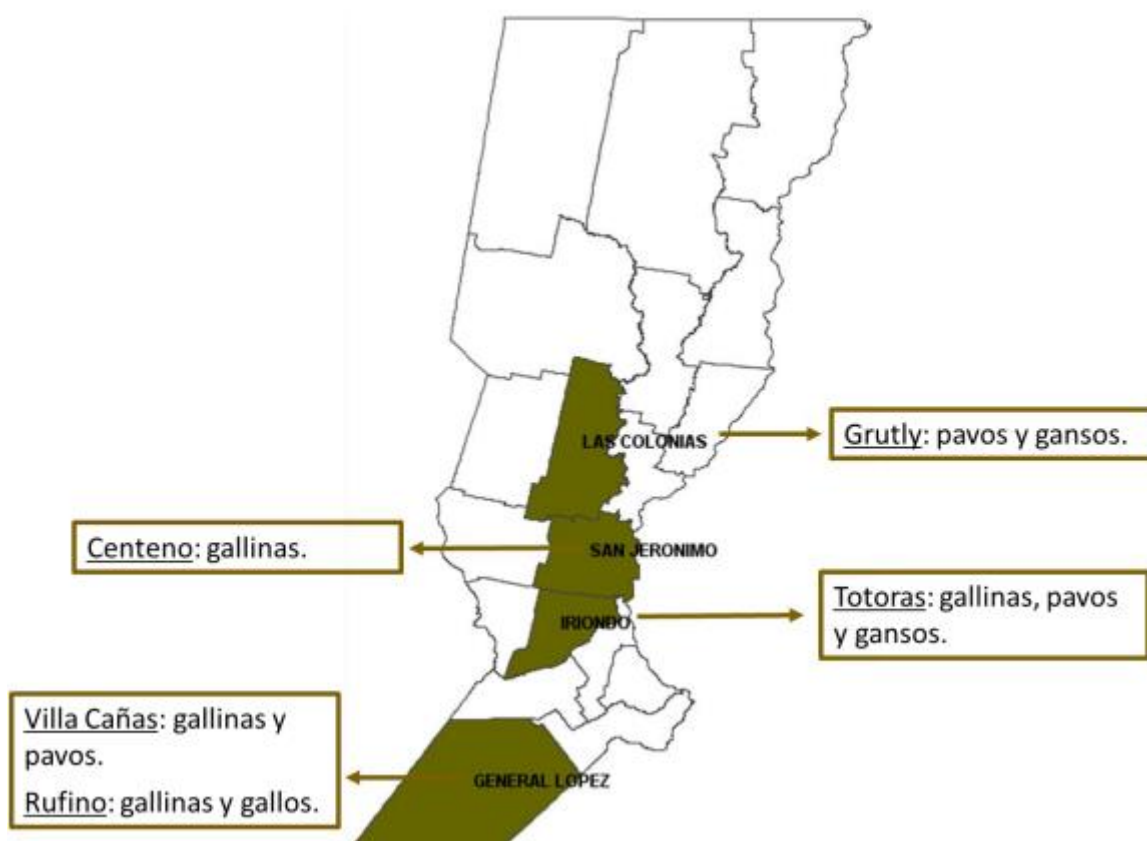 LAS COLONIAS
Grutly: pavos y gansos.
Centeno: gallinas.
SAN JERONIMO
IRIONDO
Totoras: gallinas, pavos
y gansos.
Villa Cañas: gallinas y
pavos.
Rufino: gallinas y gallos.
GENERAL LOPEZ